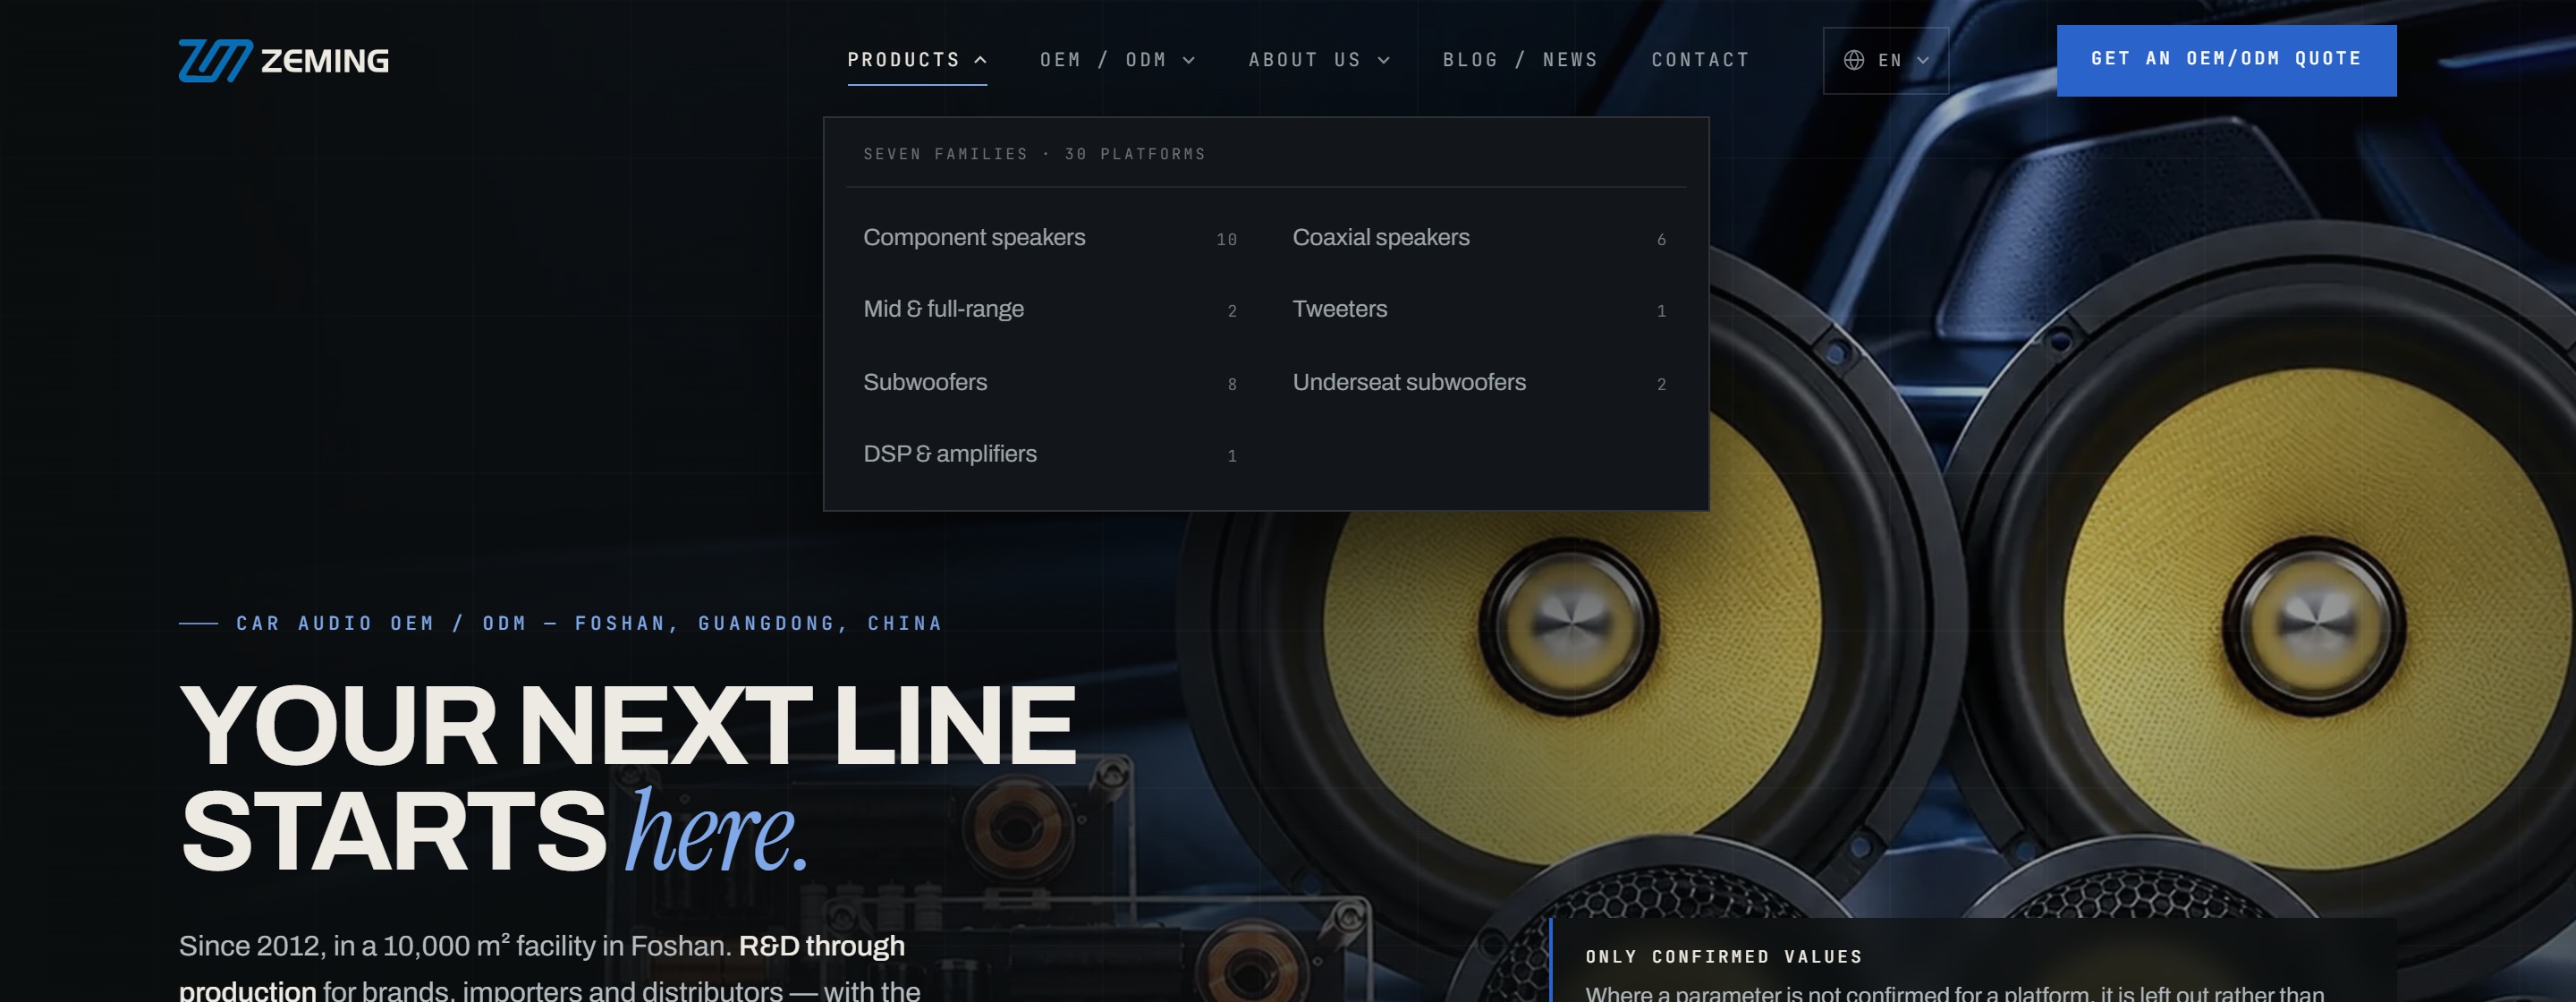 ZEMING
PRODUCTS
OEM / ODM
ABOUT US
BLOG / NEWS
CONTACT
EN
GET AN OEM/ODM QUOTE
SEVEN FAMILIES · 30 PLATFORMS
Component speakers 10
Coaxial speakers 6
Mid & full-range 2
Tweeters 1
Subwoofers 8
Underseat subwoofers 2
DSP & amplifiers 1
CAR AUDIO OEM / ODM — FOSHAN, GUANGDONG, CHINA
YOUR NEXT LINE
STARTS here.
Since 2012, in a 10,000 m² facility in Foshan. R&D through
production for brands, importers and distributors — with the
ONLY CONFIRMED VALUES
Where a parameter is not confirmed for a platform, it is left out rather than